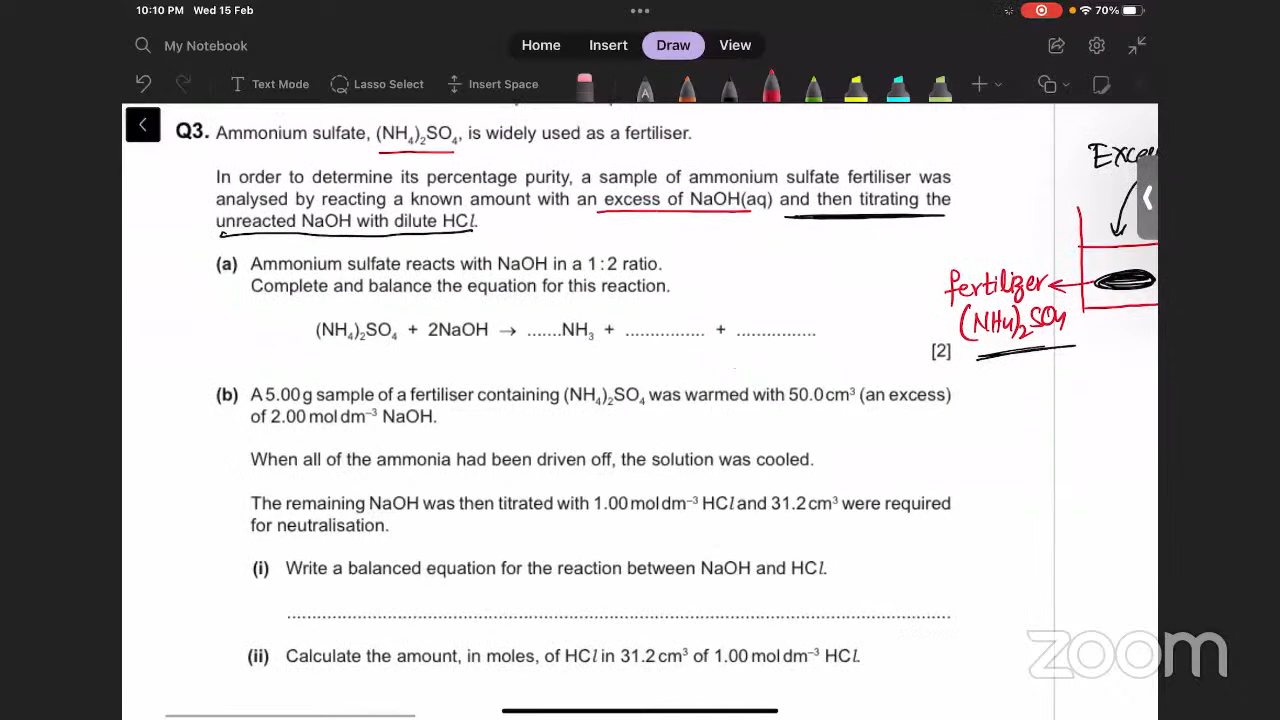 10:10 PM Wed 15 Feb
70%
My Notebook
Home Insert Draw View
Text Mode Lasso Select Insert Space
A
Q3. Ammonium sulfate, (NH₄)₂SO₄, is widely used as a fertiliser.
In order to determine its percentage purity, a sample of ammonium sulfate fertiliser was
analysed by reacting a known amount with an excess of NaOH(aq) and then titrating the
unreacted NaOH with dilute HCl.
Exce
fertilizer
(NH4)₂SO4
(a) Ammonium sulfate reacts with NaOH in a 1 : 2 ratio.
Complete and balance the equation for this reaction.
(NH₄)₂SO₄ + 2NaOH → .......NH₃ + ................ + ................
[2]
(b) A 5.00 g sample of a fertiliser containing (NH₄)₂SO₄ was warmed with 50.0 cm³ (an excess)
of 2.00 mol dm⁻³ NaOH.
When all of the ammonia had been driven off, the solution was cooled.
The remaining NaOH was then titrated with 1.00 mol dm⁻³ HCl and 31.2 cm³ were required
for neutralisation.
(i) Write a balanced equation for the reaction between NaOH and HCl.
(ii) Calculate the amount, in moles, of HCl in 31.2 cm³ of 1.00 mol dm⁻³ HCl.
zoom